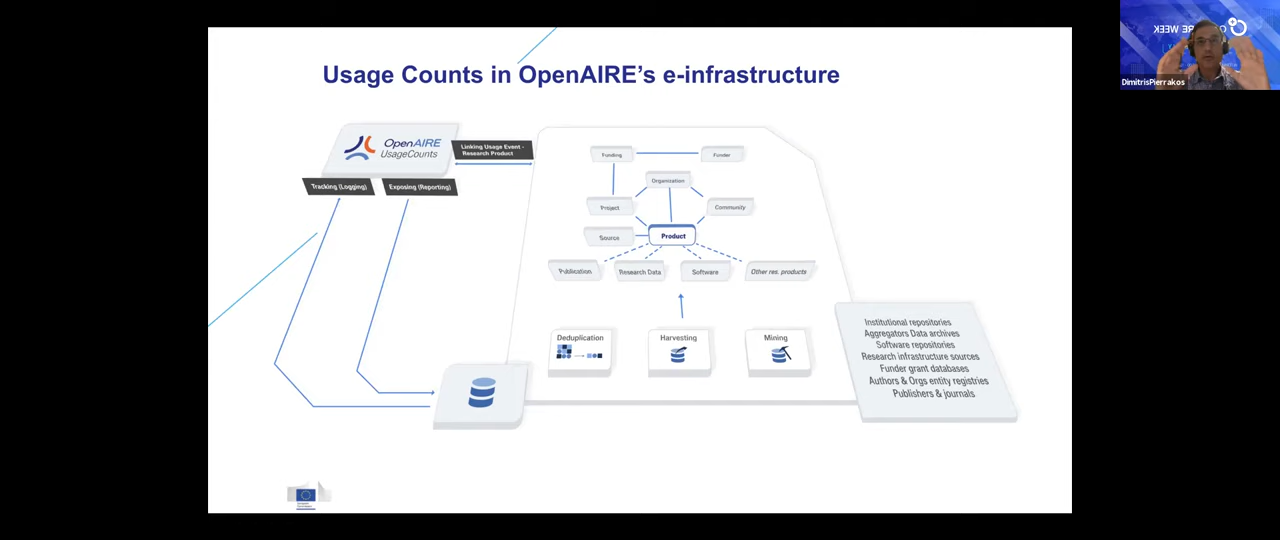 Usage Counts in OpenAIRE's e-infrastructure
OpenAIRE
UsageCounts
Linking Usage Event -
Research Product
Tracking (Logging)
Exposing (Reporting)
Funding
Funder
Organization
Project
Community
Source
Product
Publication
Research Data
Software
Other res. products
Deduplication
Harvesting
Mining
Institutional repositories
Aggregators Data archives
Software repositories
Research infrastructure sources
Funder grant databases
Authors & Orgs entity registries
Publishers & journals
DimitrisPierrakos